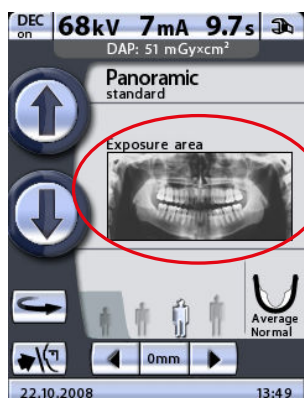 DEC on 68kV 7mA 9.7s
DAP: 51 mGy×cm²
Panoramic
standard
Exposure area
Average
Normal
0mm
22.10.2008 13:49